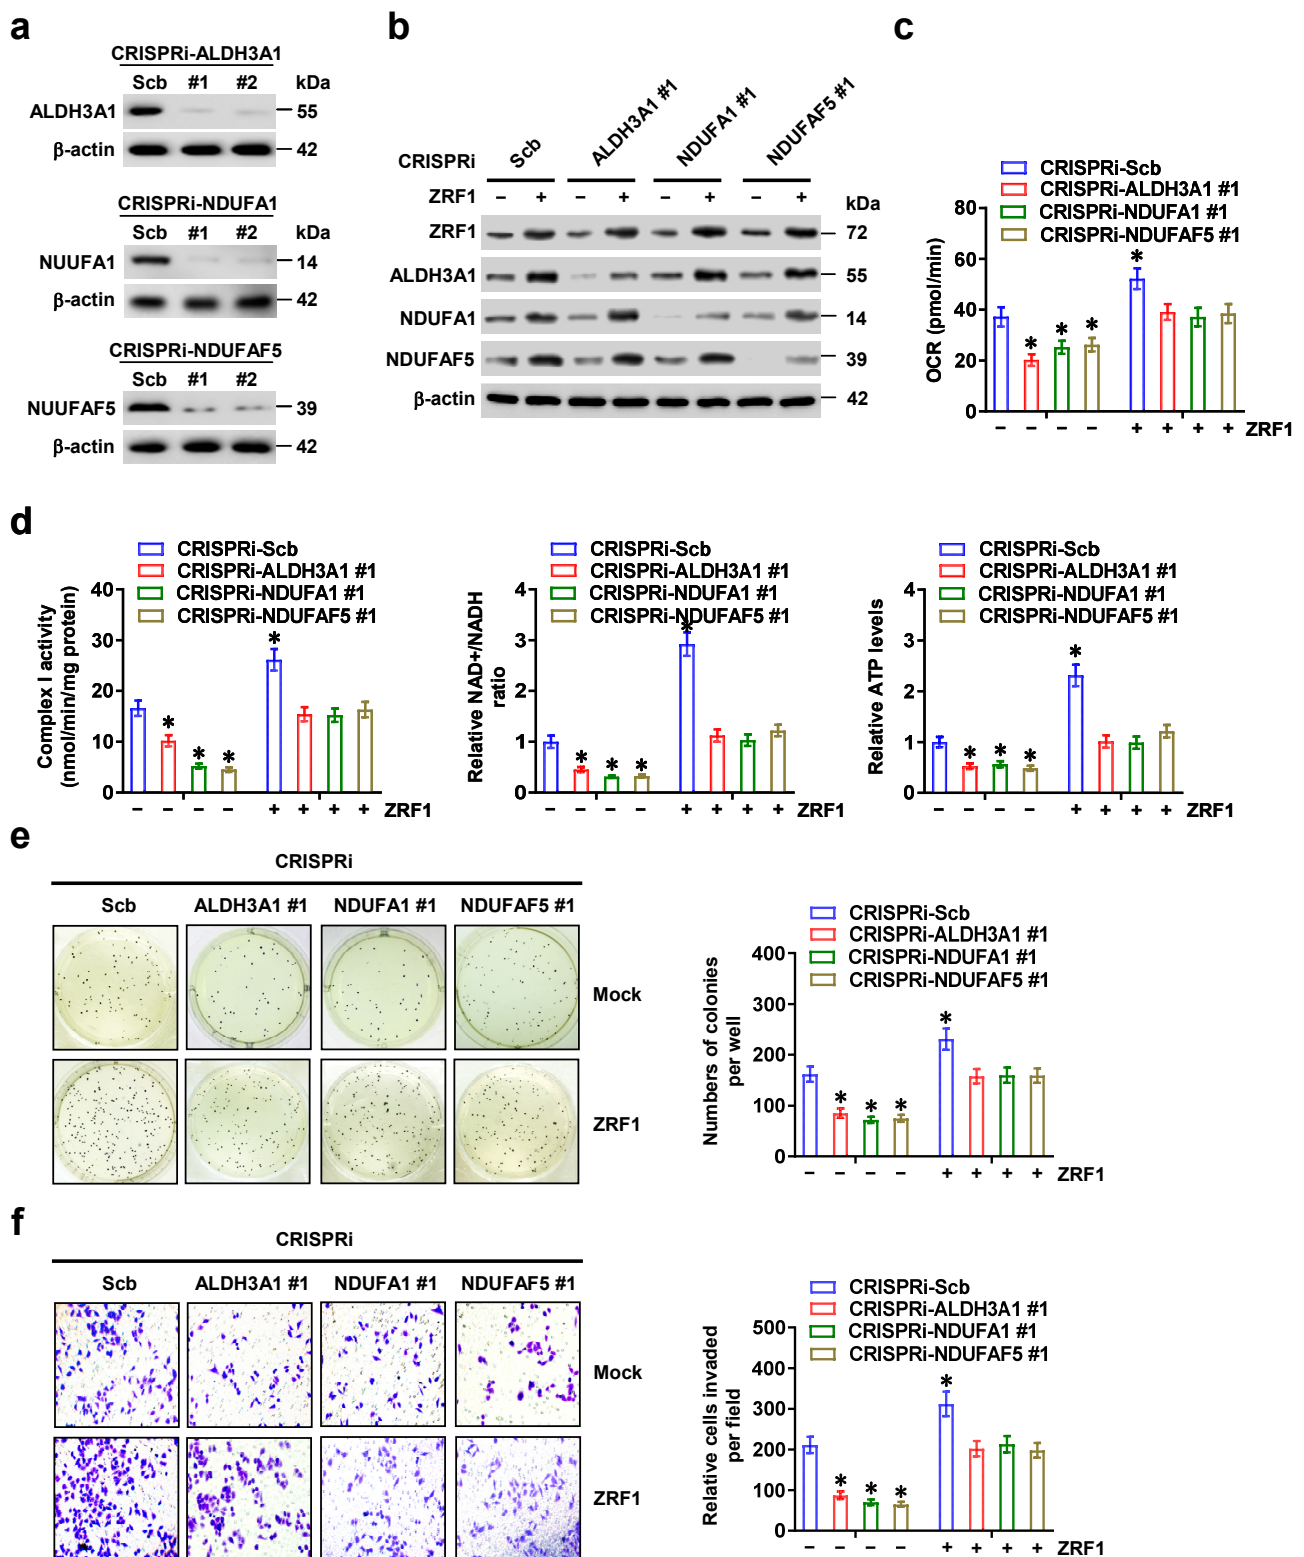 a
CRISPRi-ALDH3A1
Scb #1 #2 kDa
ALDH3A1 55
β-actin 42
CRISPRi-NDUFA1
Scb #1 #2 kDa
NUUFA1 14
β-actin 42
CRISPRi-NDUFAF5
Scb #1 #2
NUUFAF5 39
β-actin 42
b
CRISPRi Scb ALDH3A1 #1 NDUFA1 #1 NDUFAF5 #1
ZRF1 − + − + − + − + kDa
ZRF1 72
ALDH3A1 55
NDUFA1 14
NDUFAF5 39
β-actin 42
c
CRISPRi-Scb
CRISPRi-ALDH3A1 #1
CRISPRi-NDUFA1 #1
CRISPRi-NDUFAF5 #1
OCR (pmol/min)
80
60
40
20
0
* * * *
− − − − + + + + ZRF1
d
CRISPRi-Scb
CRISPRi-ALDH3A1 #1
CRISPRi-NDUFA1 #1
CRISPRi-NDUFAF5 #1
Complex I activity
(nmol/min/mg protein)
40
30
20
10
0
* * * *
− − − − + + + + ZRF1
CRISPRi-Scb
CRISPRi-ALDH3A1 #1
CRISPRi-NDUFA1 #1
CRISPRi-NDUFAF5 #1
Relative NAD+/NADH
ratio
4
3
2
1
0
* * * *
− − − − + + + + ZRF1
CRISPRi-Scb
CRISPRi-ALDH3A1 #1
CRISPRi-NDUFA1 #1
CRISPRi-NDUFAF5 #1
Relative ATP levels
4
3
2
1
0
* * * *
− − − − + + + + ZRF1
e
CRISPRi
Scb ALDH3A1 #1 NDUFA1 #1 NDUFAF5 #1
Mock
ZRF1
CRISPRi-Scb
CRISPRi-ALDH3A1 #1
CRISPRi-NDUFA1 #1
CRISPRi-NDUFAF5 #1
Numbers of colonies
per well
400
300
200
100
0
* * * *
− − − − + + + + ZRF1
f
CRISPRi
Scb ALDH3A1 #1 NDUFA1 #1 NDUFAF5 #1
Mock
ZRF1
CRISPRi-Scb
CRISPRi-ALDH3A1 #1
CRISPRi-NDUFA1 #1
CRISPRi-NDUFAF5 #1
Relative cells invaded
per field
500
400
300
200
100
0
* * * *
− − − − + + + + ZRF1